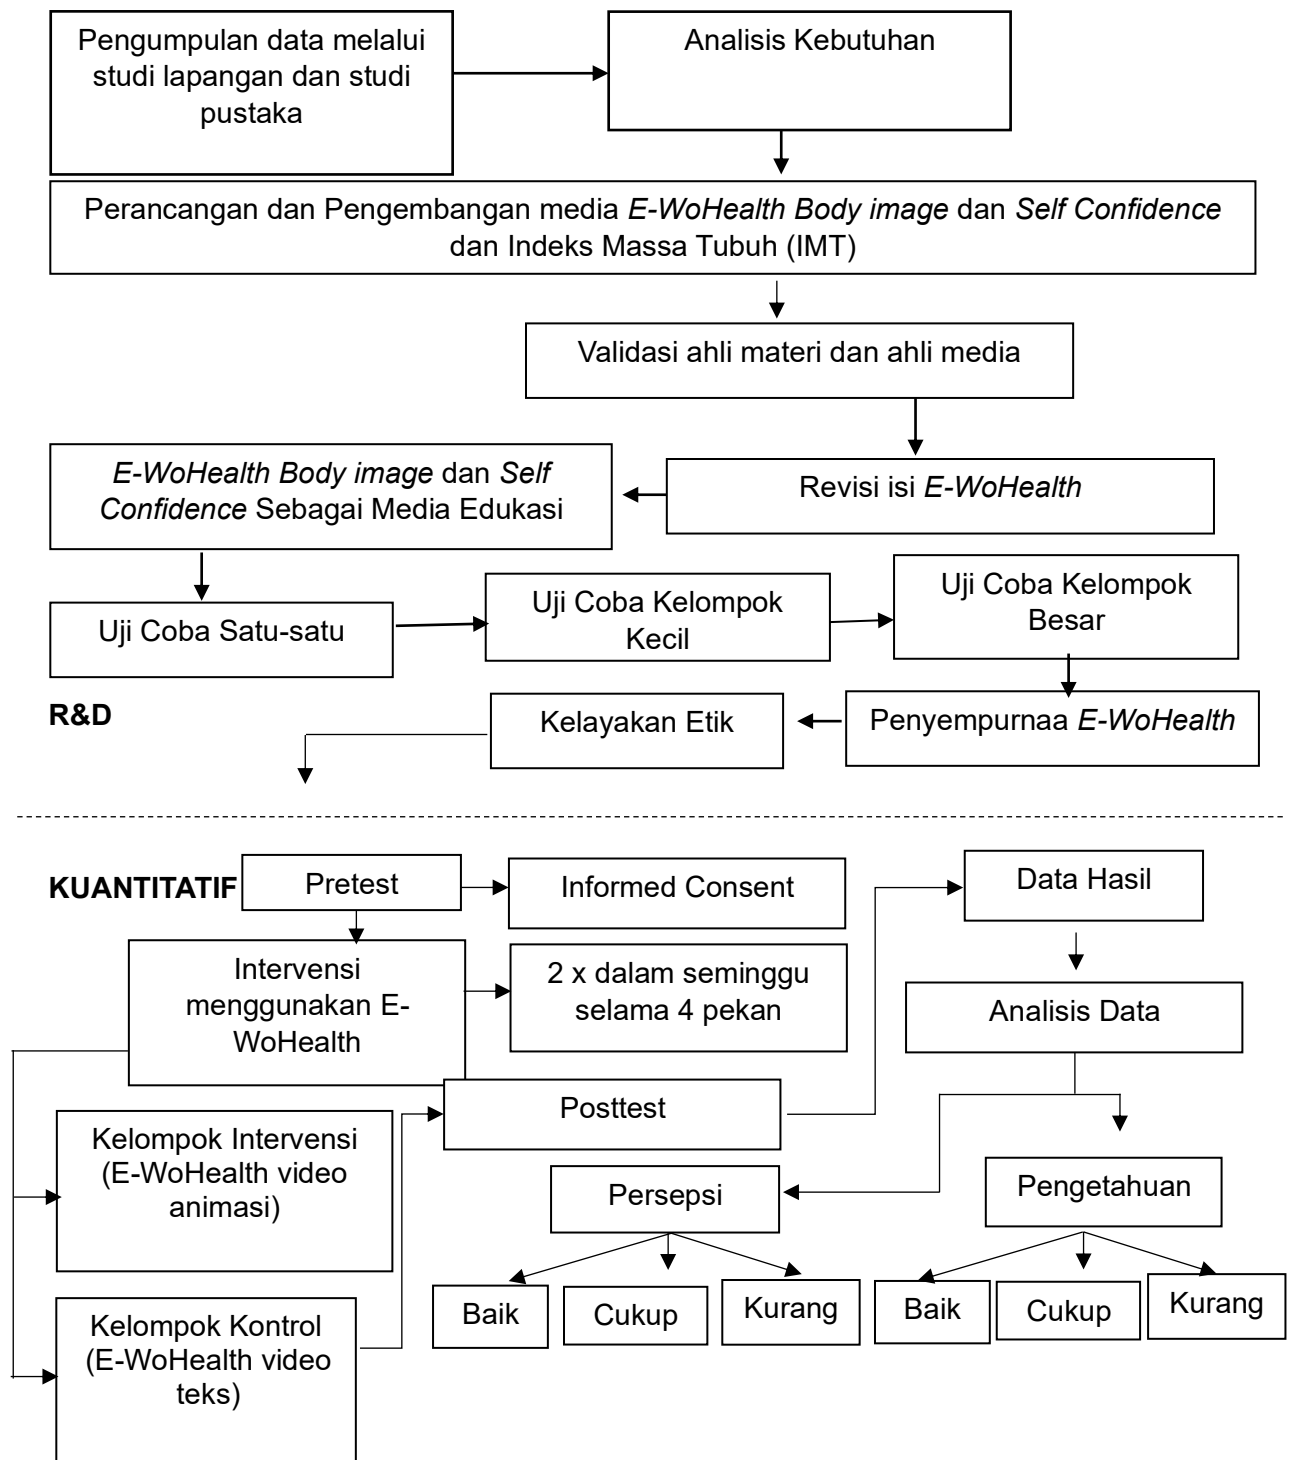 Pengumpulan data melalui
studi lapangan dan studi
pustaka
Analisis Kebutuhan
Perancangan dan Pengembangan media E-WoHealth Body image dan Self Confidence
dan Indeks Massa Tubuh (IMT)
Validasi ahli materi dan ahli media
Revisi isi E-WoHealth
E-WoHealth Body image dan Self
Confidence Sebagai Media Edukasi
Uji Coba Satu-satu
Uji Coba Kelompok
Kecil
Uji Coba Kelompok
Besar
Penyempurnaa E-WoHealth
Kelayakan Etik
R&D
KUANTITATIF
Pretest
Informed Consent
Intervensi
menggunakan E-
WoHealth
2 x dalam seminggu
selama 4 pekan
Kelompok Intervensi
(E-WoHealth video
animasi)
Kelompok Kontrol
(E-WoHealth video
teks)
Posttest
Data Hasil
Analisis Data
Persepsi
Baik
Cukup
Kurang
Pengetahuan
Baik
Cukup
Kurang